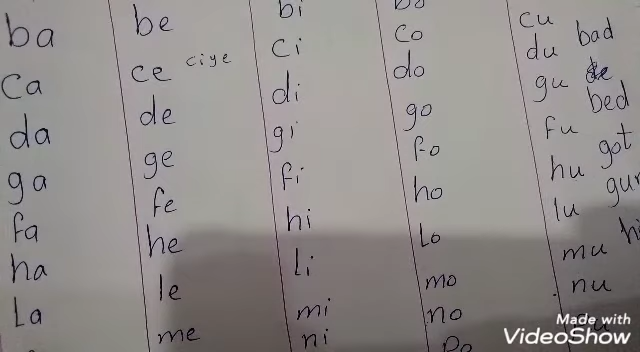 ba
ca
da
ga
fa
ha
La
be
ce ciye
de
ge
fe
he
le
me
bi
ci
di
gi
fi
hi
Li
mi
ni
co
do
go
fo
ho
Lo
mo
no
Po
cu
du bad
gu
bed
fu
hu got
lu
mu
nu
Made with
VideoShow